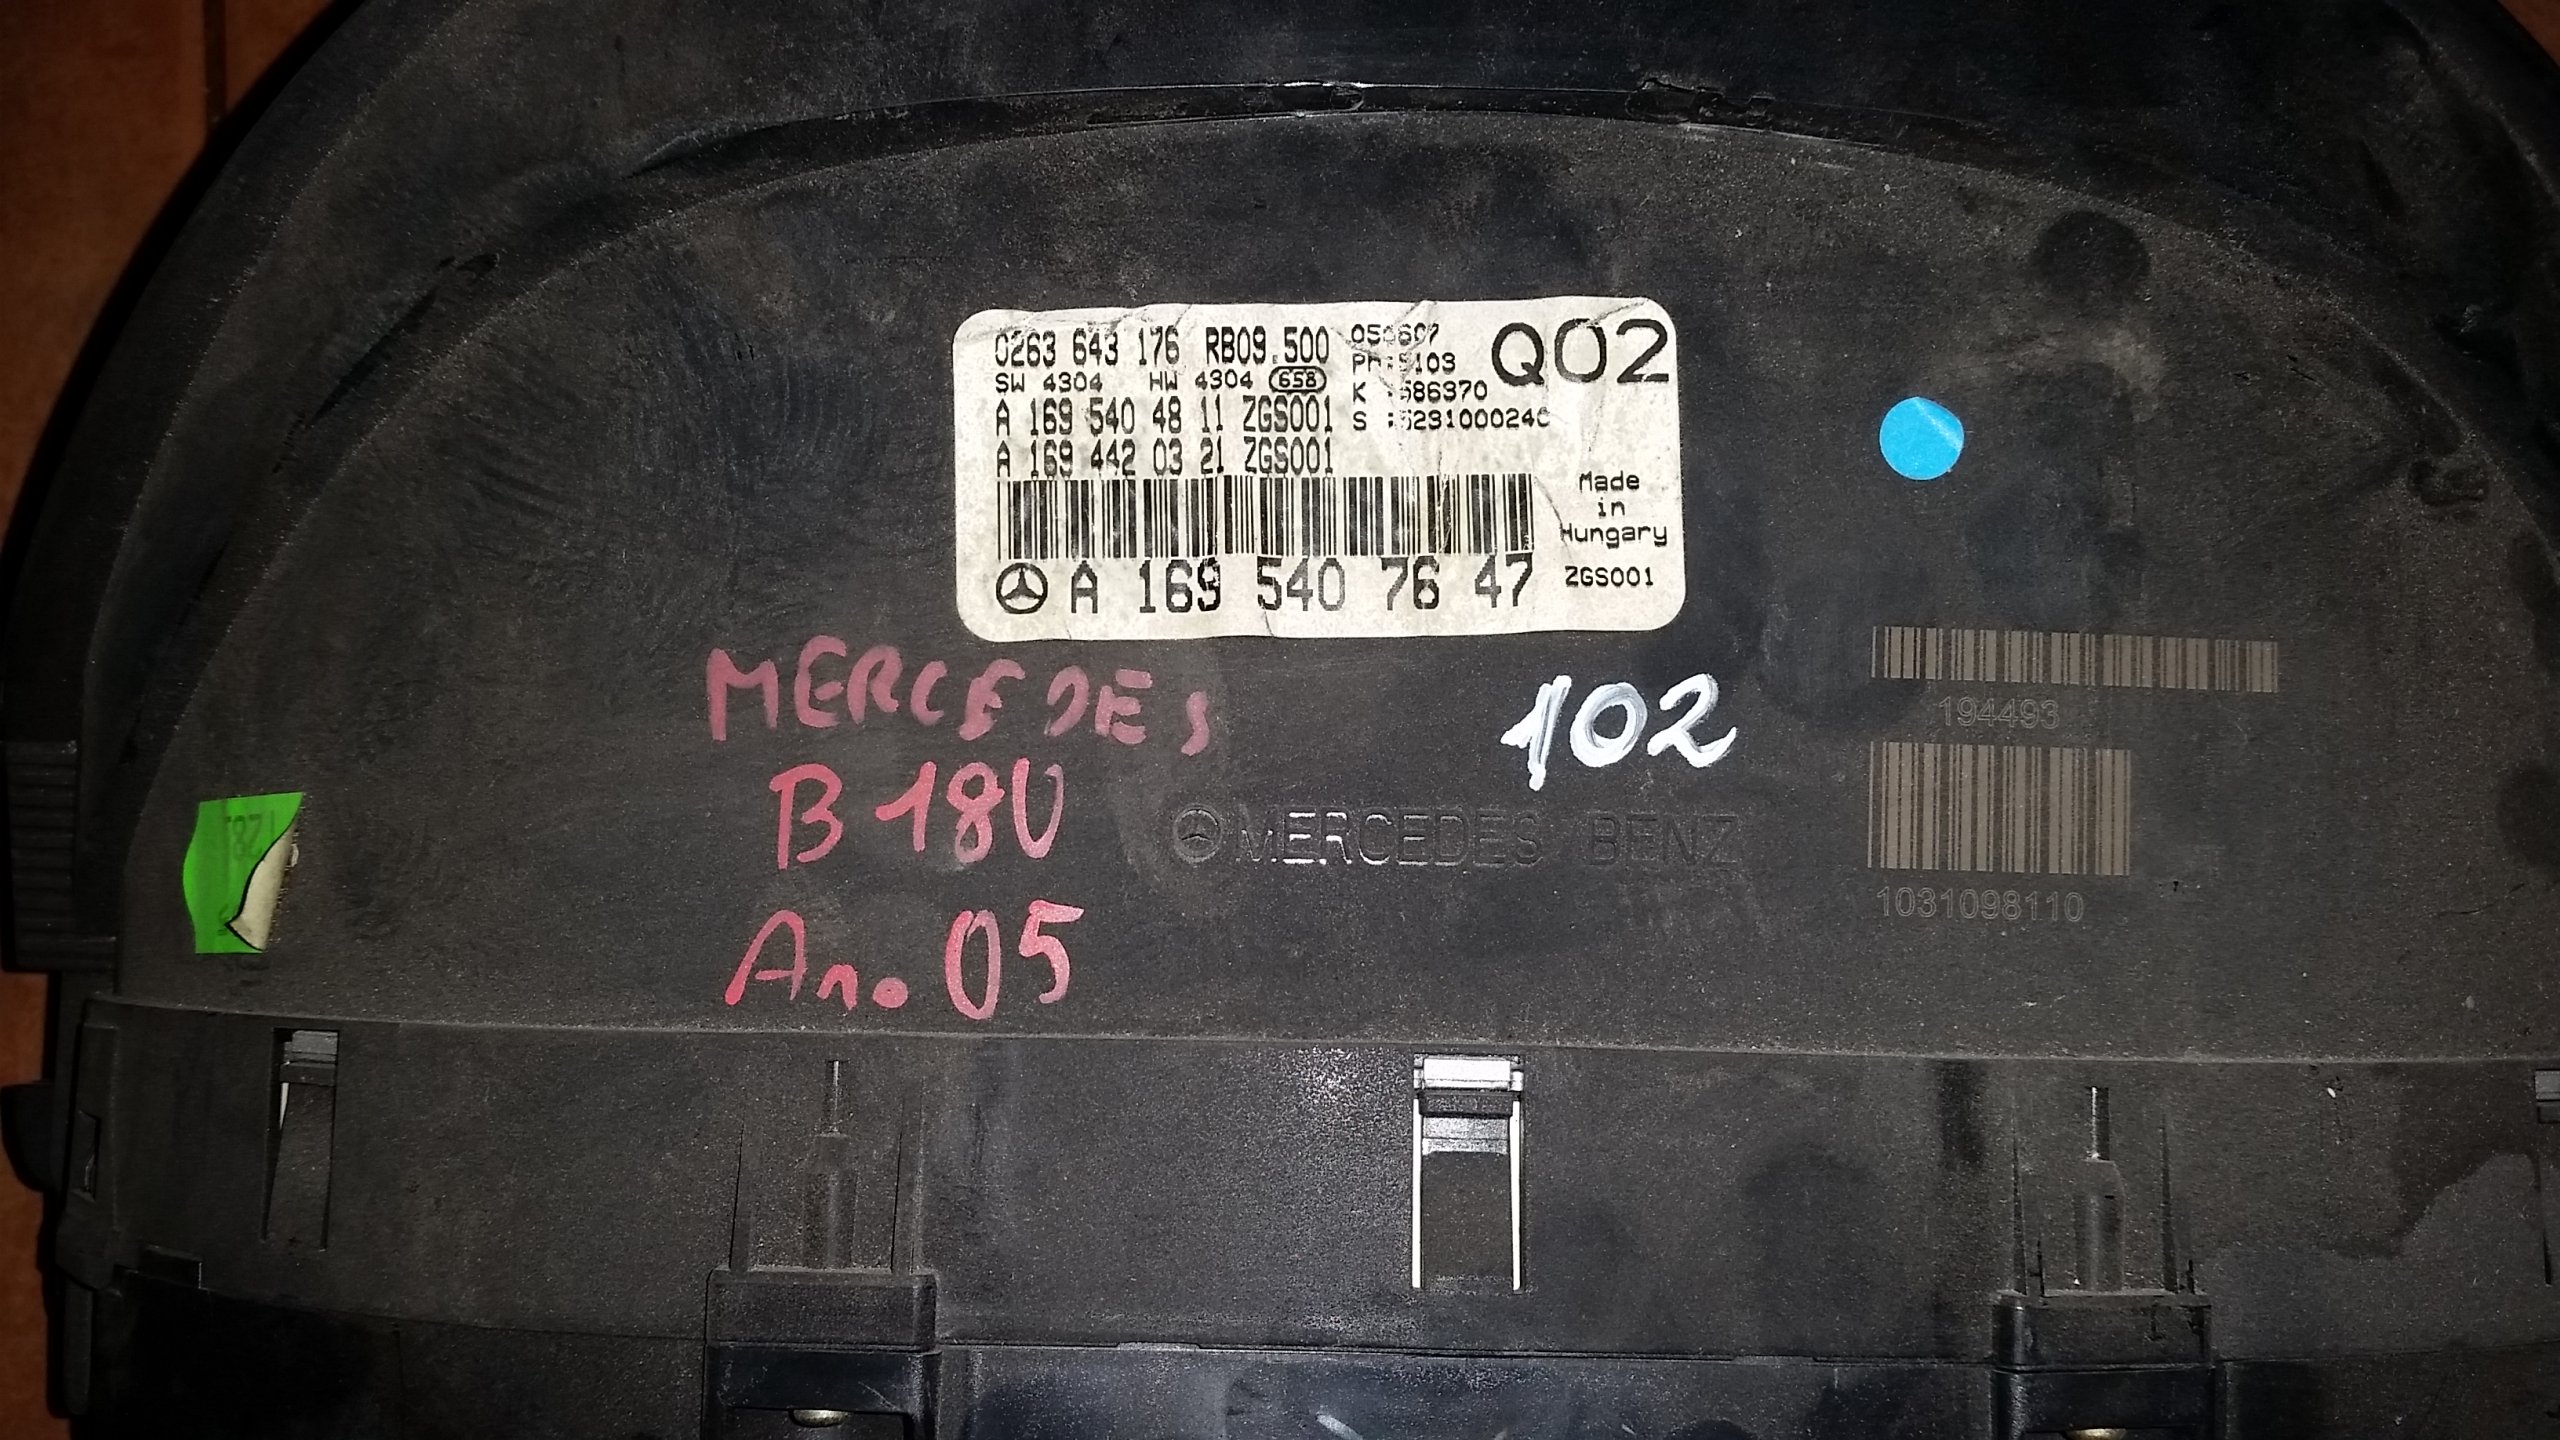 0263 643 176 RB09.500
SW 4304 HW 4304 658
A 169 540 48 11 ZGS001
A 169 442 03 21 ZGS001
Q02
Made
in
Hungary
A 169 540 76 47
ZGS001
MERCEDES
B 180
An. 05
102
MERCEDES BENZ
194493
1031098110